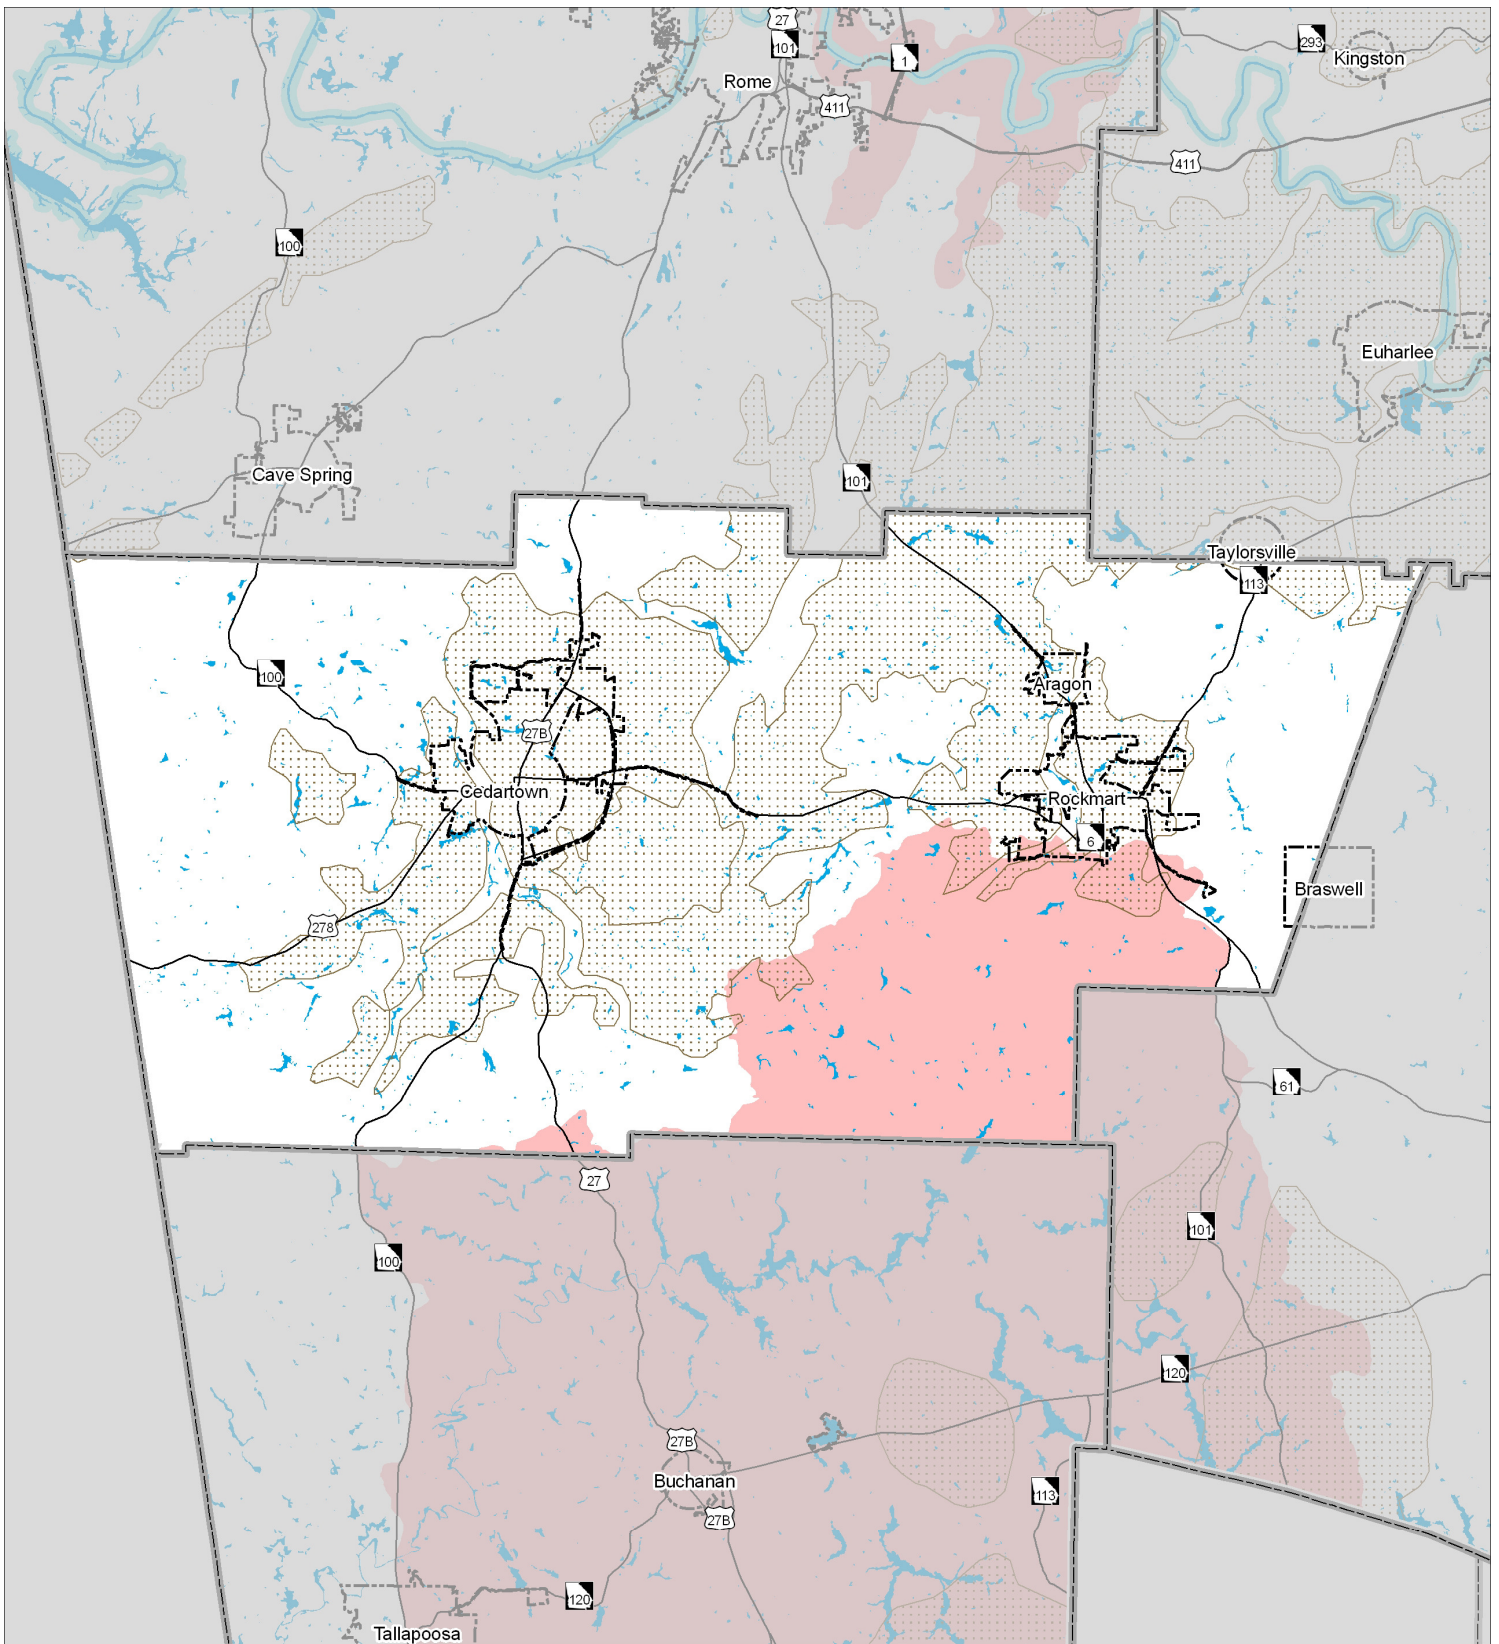 27
101
1
293
Kingston
Rome
411
411
100
Euharlee
Cave Spring
101
Taylorsville
113
100
Aragon
27B
Cedartown
Rockmart
6
Braswell
278
61
27
101
100
120
27B
Buchanan
113
27B
120
Tallapoosa